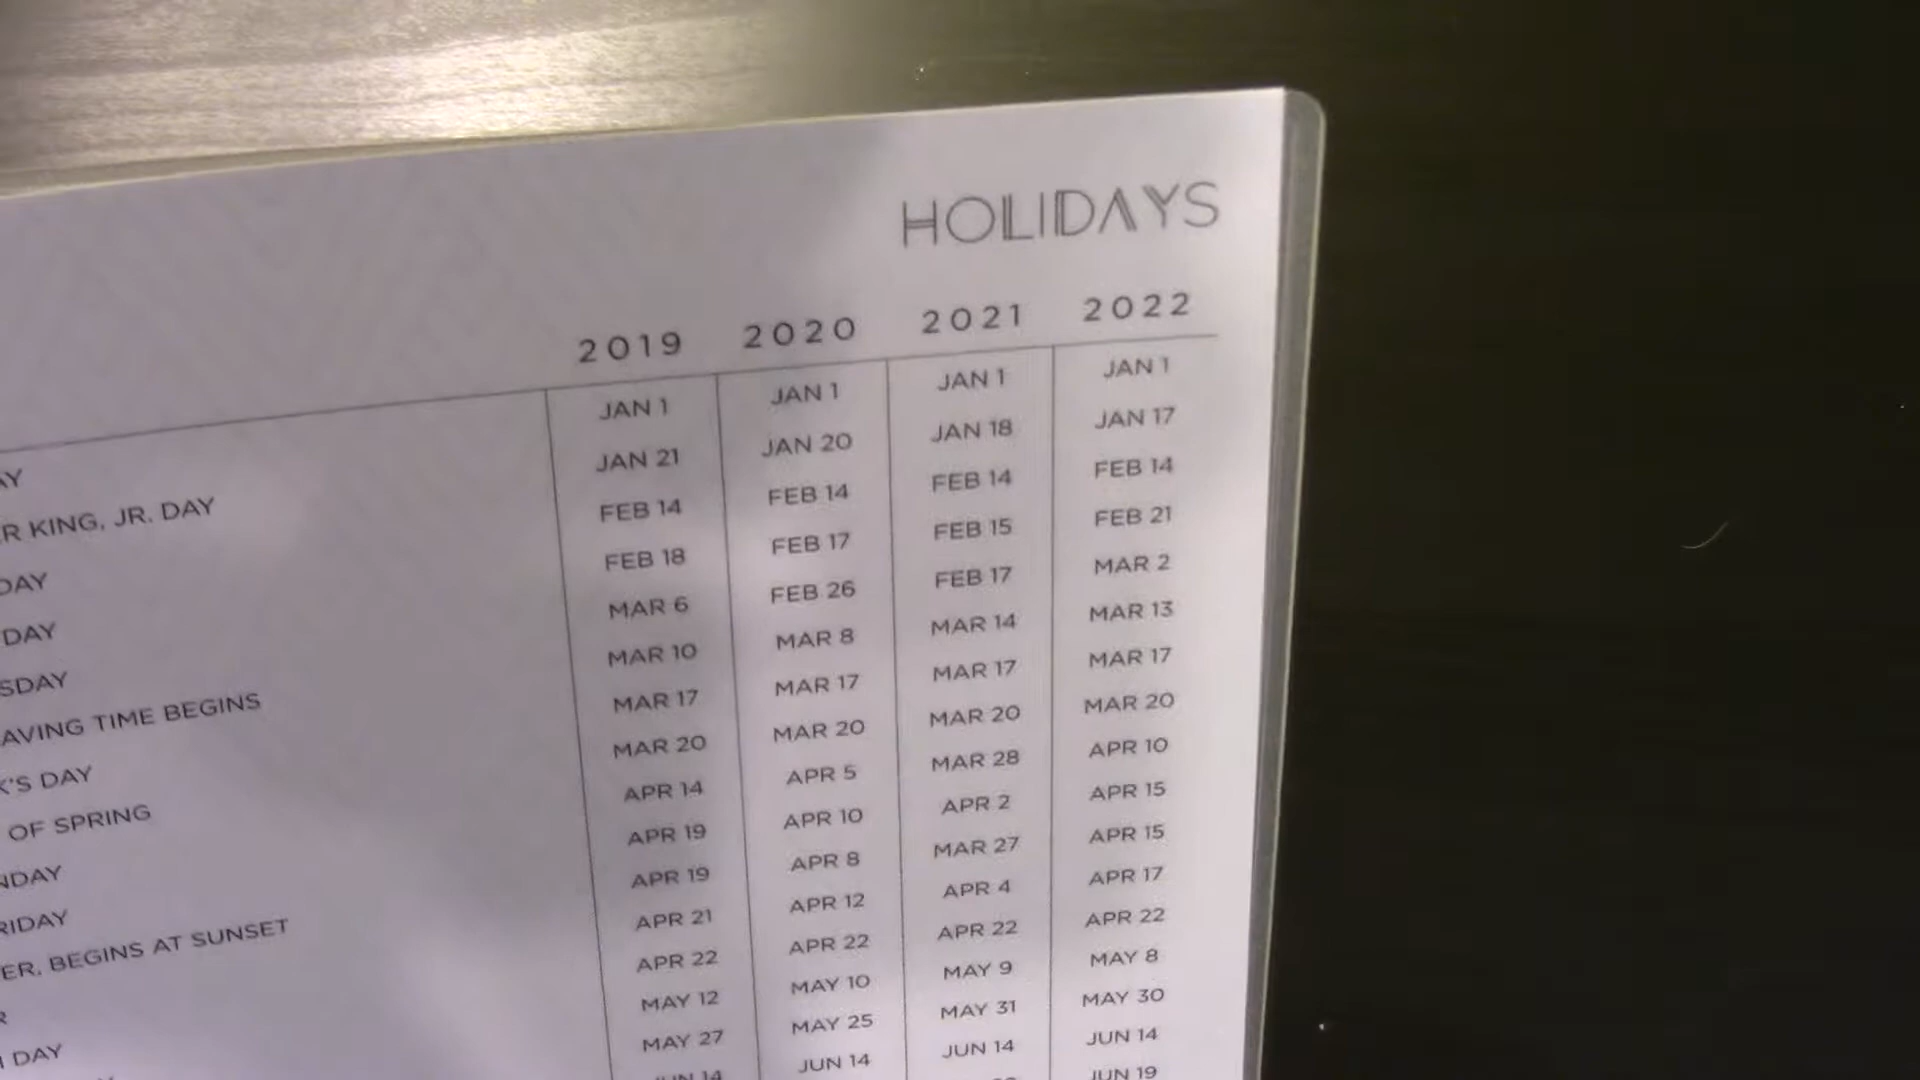 HOLIDAYS
2019 2020 2021 2022
AY JAN 1 JAN 1 JAN 1 JAN 1
R KING, JR. DAY JAN 21 JAN 20 JAN 18 JAN 17
DAY FEB 14 FEB 14 FEB 14 FEB 14
DAY FEB 18 FEB 17 FEB 15 FEB 21
SDAY MAR 6 FEB 26 FEB 17 MAR 2
AVING TIME BEGINS MAR 10 MAR 8 MAR 14 MAR 13
K'S DAY MAR 17 MAR 17 MAR 17 MAR 17
OF SPRING MAR 20 MAR 20 MAR 20 MAR 20
NDAY APR 14 APR 5 MAR 28 APR 10
RIDAY APR 19 APR 10 APR 2 APR 15
ER, BEGINS AT SUNSET APR 19 APR 8 MAR 27 APR 15
R APR 21 APR 12 APR 4 APR 17
H DAY APR 22 APR 22 APR 22 APR 22
MAY 12 MAY 10 MAY 9 MAY 8
MAY 27 MAY 25 MAY 31 MAY 30
JUN 14 JUN 14 JUN 14 JUN 14
JUN 19